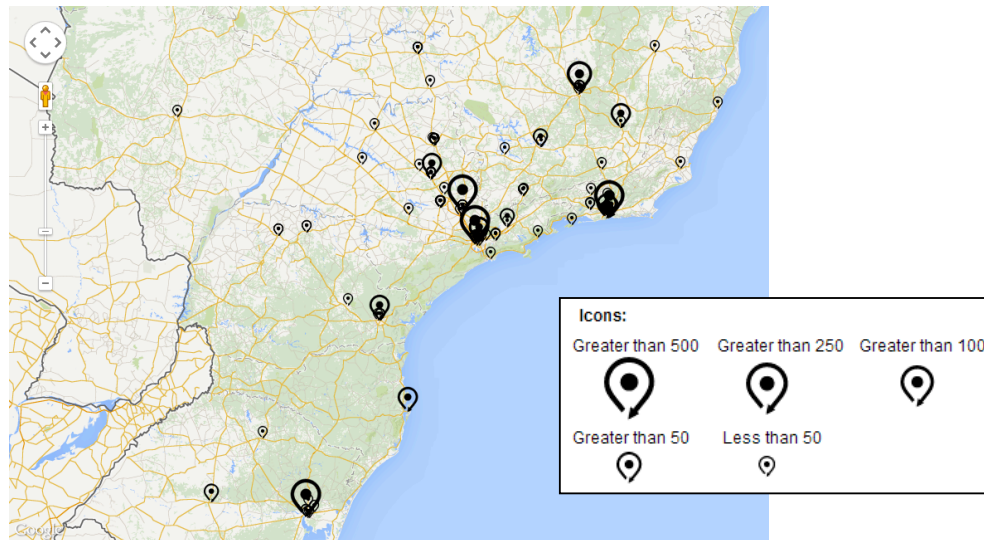 Icons:
Greater than 500 Greater than 250 Greater than 100
Greater than 50 Less than 50
Google